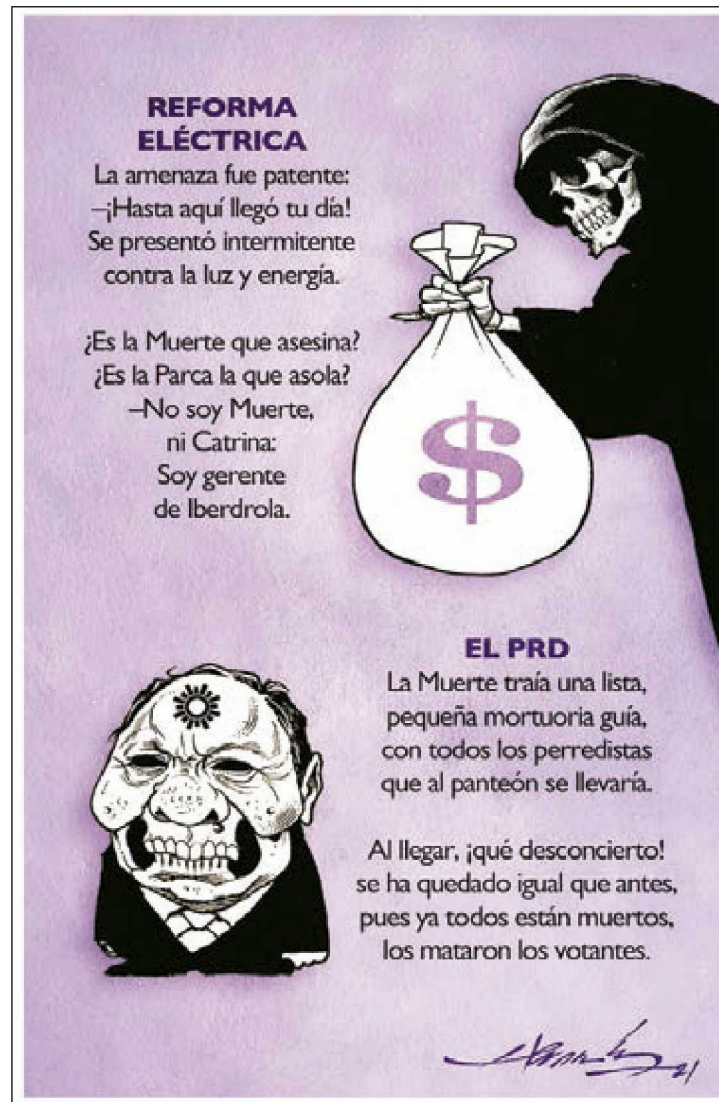 REFORMA
ELÉCTRICA
La amenaza fue patente:
–¡Hasta aquí llegó tu día!
Se presentó intermitente
contra la luz y energía.
¿Es la Muerte que asesina?
¿Es la Parca la que asola?
–No soy Muerte,
ni Catrina:
Soy gerente
de Iberdrola.
$
EL PRD
La Muerte traía una lista,
pequeña mortuoria guía,
con todos los perredistas
que al panteón se llevaría.
Al llegar, ¡qué desconcierto!
se ha quedado igual que antes,
pues ya todos están muertos,
los mataron los votantes.